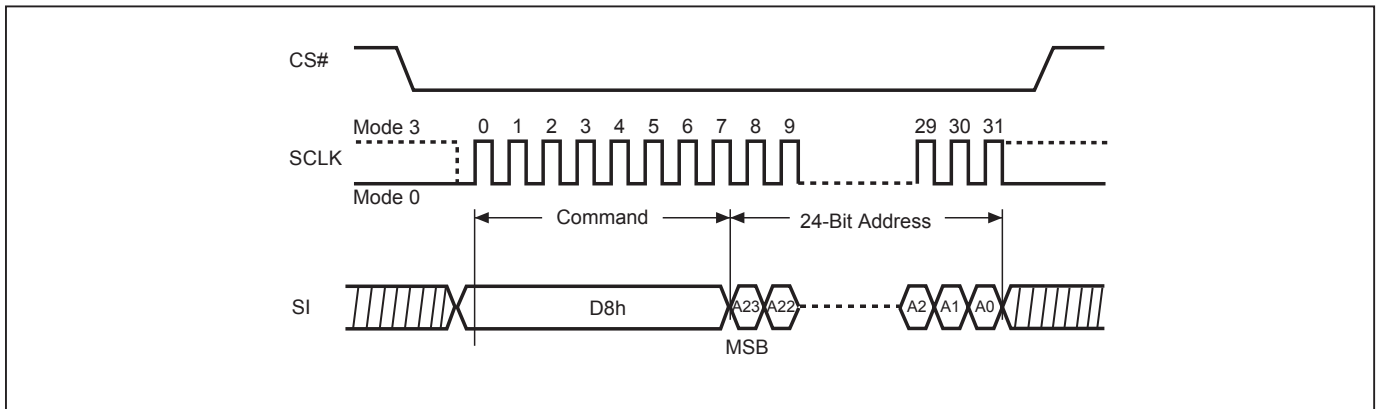 CS#
Mode 3
0 1 2 3 4 5 6 7 8 9 29 30 31
SCLK
Mode 0
Command 24-Bit Address
SI D8h A23 A22 A2 A1 A0
MSB